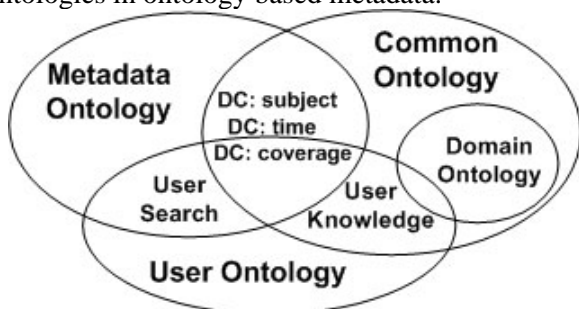 ontologies in ontology based metadata.
Metadata
Ontology
Common
Ontology
DC: subject
DC: time
DC: coverage
Domain
Ontology
User
Search
User
Knowledge
User Ontology